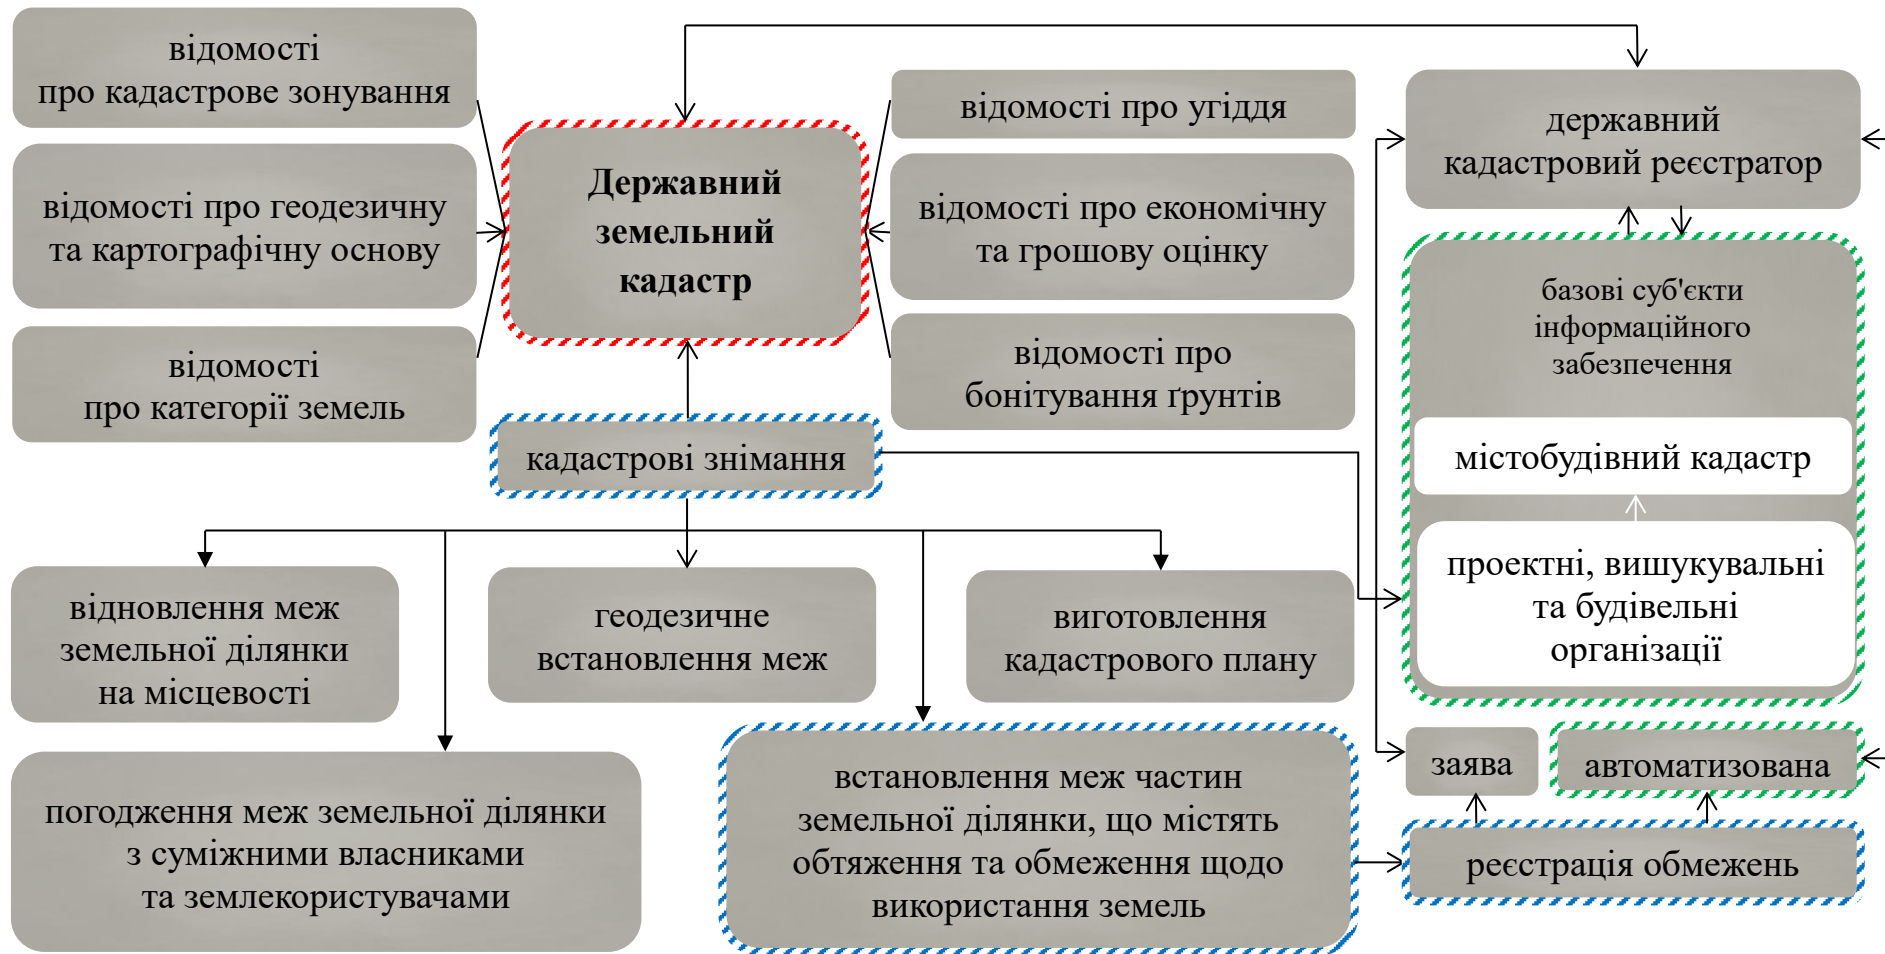 відомості
про кадастрове зонування
відомості про геодезичну
та картографічну основу
відомості
про категорії земель
Державний
земельний
кадастр
відомості про угіддя
відомості про економічну
та грошову оцінку
відомості про
бонітування ґрунтів
державний
кадастровий реєстратор
базові суб'єкти
інформаційного
забезпечення
містобудівний кадастр
проектні, вишукувальні
та будівельні
організації
кадастрові знімання
відновлення меж
земельної ділянки
на місцевості
геодезичне
встановлення меж
виготовлення
кадастрового плану
погодження меж земельної ділянки
з суміжними власниками
та землекористувачами
встановлення меж частин
земельної ділянки, що містять
обтяження та обмеження щодо
використання земель
заява
автоматизована
реєстрація обмежень